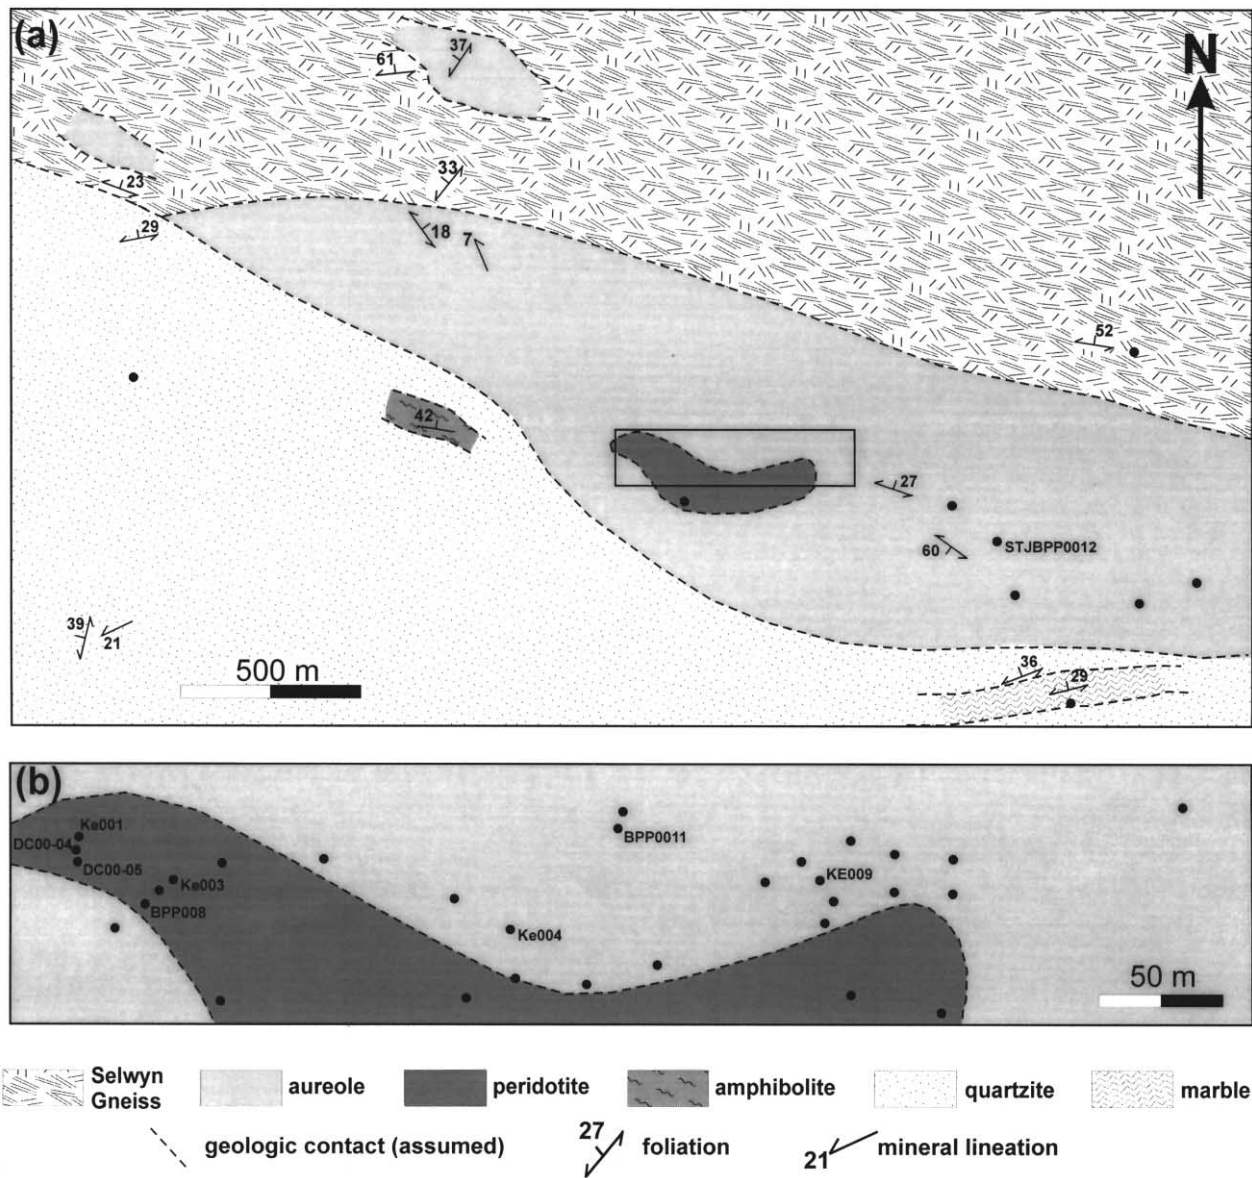 (a)
N
37
61
33
23
29
18
7
52
42
27
60
STJBPP0012
39
21
500 m
36
29
(b)
Ke001
DC00-04
DC00-05
Ke003
BPP008
BPP0011
KE009
Ke004
50 m
Selwyn
Gneiss
aureole
peridotite
amphibolite
quartzite
marble
geologic contact (assumed)
27
foliation
21
mineral lineation